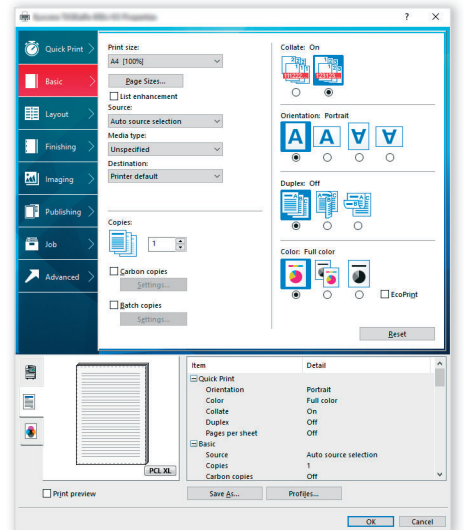 Properties
? ×
Quick Print >
Basic >
Layout >
Finishing >
Imaging >
Publishing >
Job >
Advanced >
Print size:
A4 [100%]
Page Sizes...
List enhancement
Source:
Auto source selection
Media type:
Unspecified
Destination:
Printer default
Copies:
1
Carbon copies
Settings...
Batch copies
Settings...
Collate: On
111222...
123123...
Orientation: Portrait
A A A A
Duplex: Off
Color: Full color
EcoPrint
Reset
PCL XL
Print preview
Item Detail
Quick Print
Orientation Portrait
Color Full color
Collate On
Duplex Off
Pages per sheet Off
Basic
Source Auto source selection
Copies 1
Carbon copies Off
Save As... Profiles...
OK Cancel